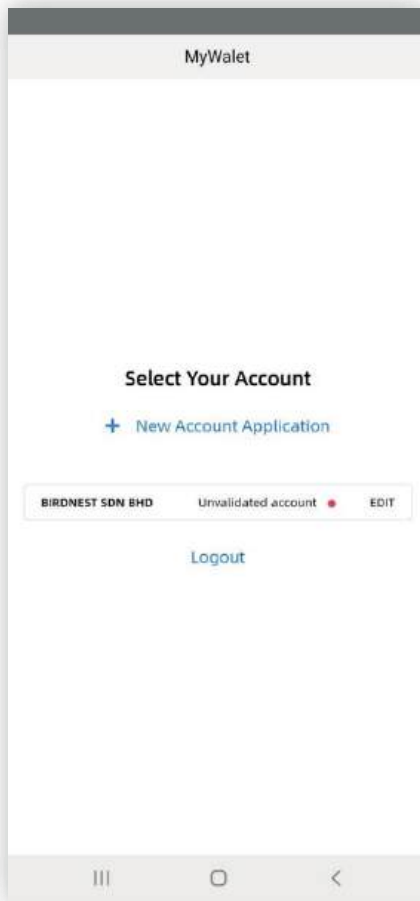 MyWalet
Select Your Account
+ New Account Application
BIRDNEST SDN BHD Unvalidated account EDIT
Logout